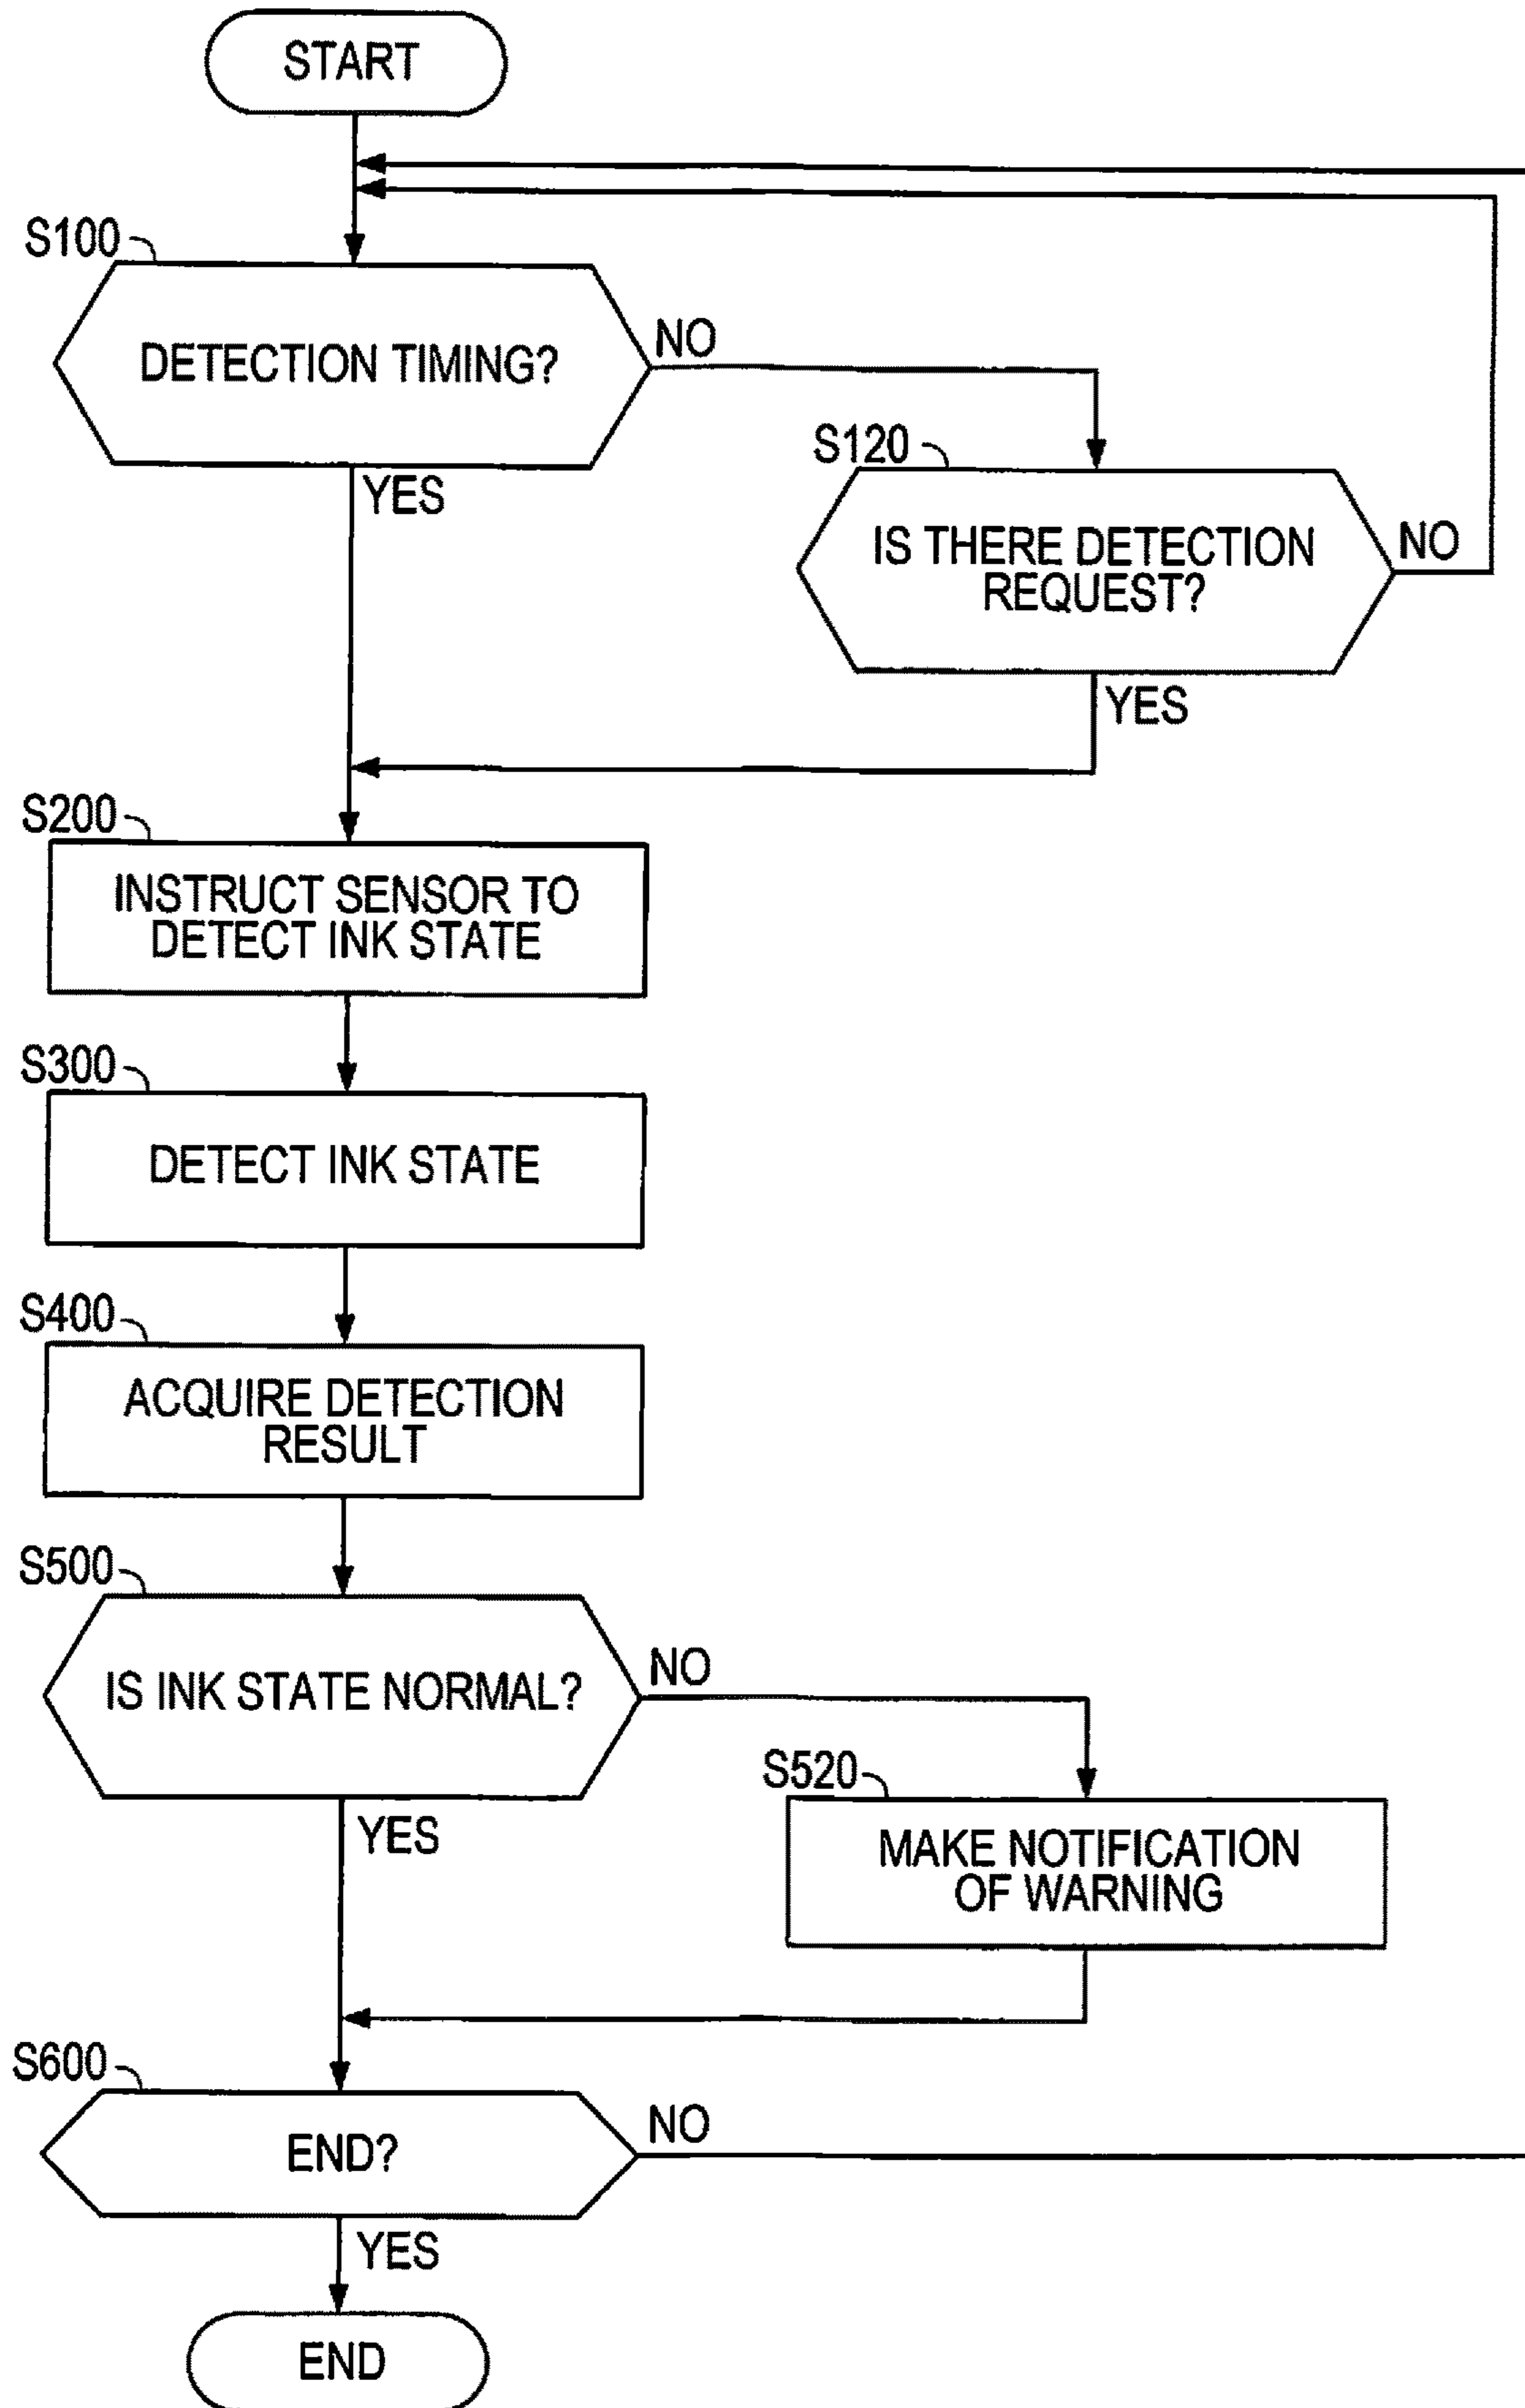 START
S100
DETECTION TIMING?
NO
YES
S120
IS THERE DETECTION
REQUEST?
NO
YES
S200
INSTRUCT SENSOR TO
DETECT INK STATE
S300
DETECT INK STATE
S400
ACQUIRE DETECTION
RESULT
S500
IS INK STATE NORMAL?
NO
YES
S520
MAKE NOTIFICATION
OF WARNING
S600
END?
NO
YES
END